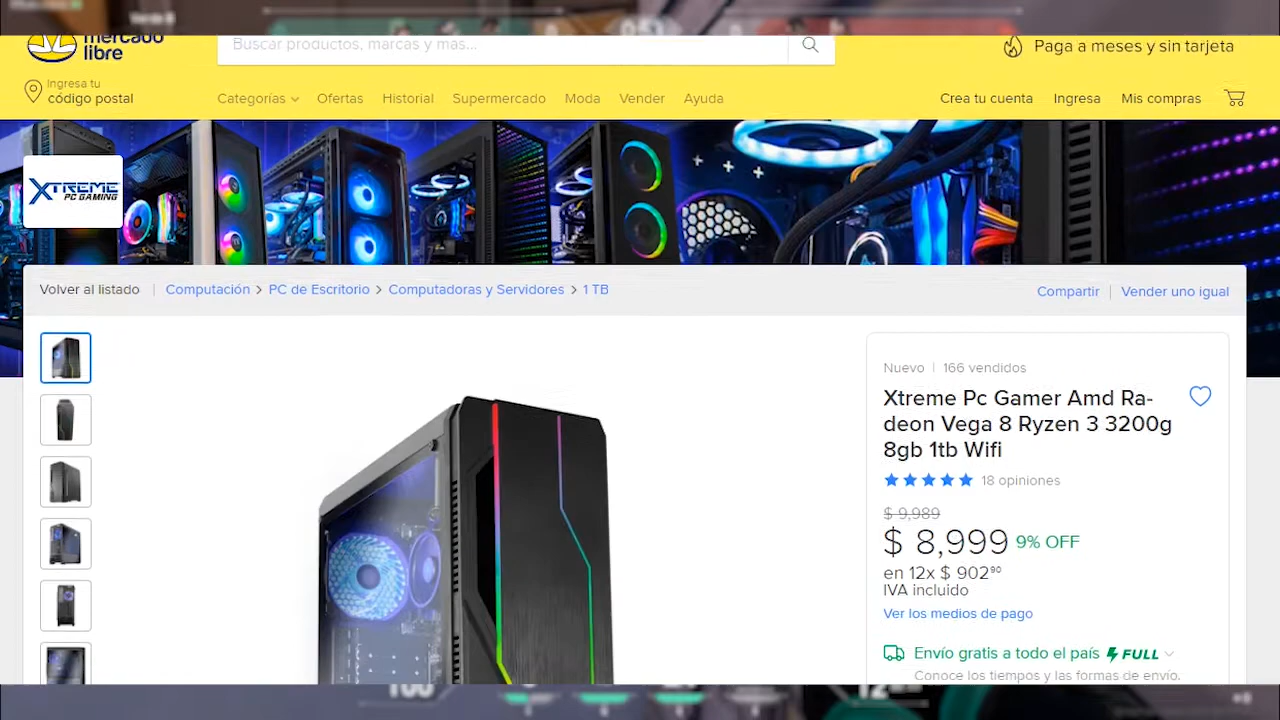 mercado
libre
Buscar productos, marcas y más...
Paga a meses y sin tarjeta
Ingresa tu
código postal
Categorías
Ofertas
Historial
Supermercado
Moda
Vender
Ayuda
Crea tu cuenta
Ingresa
Mis compras
XTREME
PC GAMING
Volver al listado
Computación > PC de Escritorio > Computadoras y Servidores > 1 TB
Compartir
Vender uno igual
Nuevo | 166 vendidos
Xtreme Pc Gamer Amd Ra-
deon Vega 8 Ryzen 3 3200g
8gb 1tb Wifi
18 opiniones
$ 9,989
$ 8,999 9% OFF
en 12x $ 902⁹⁰
IVA incluido
Ver los medios de pago
Envío gratis a todo el país FULL
Conoce los tiempos y las formas de envío.
100